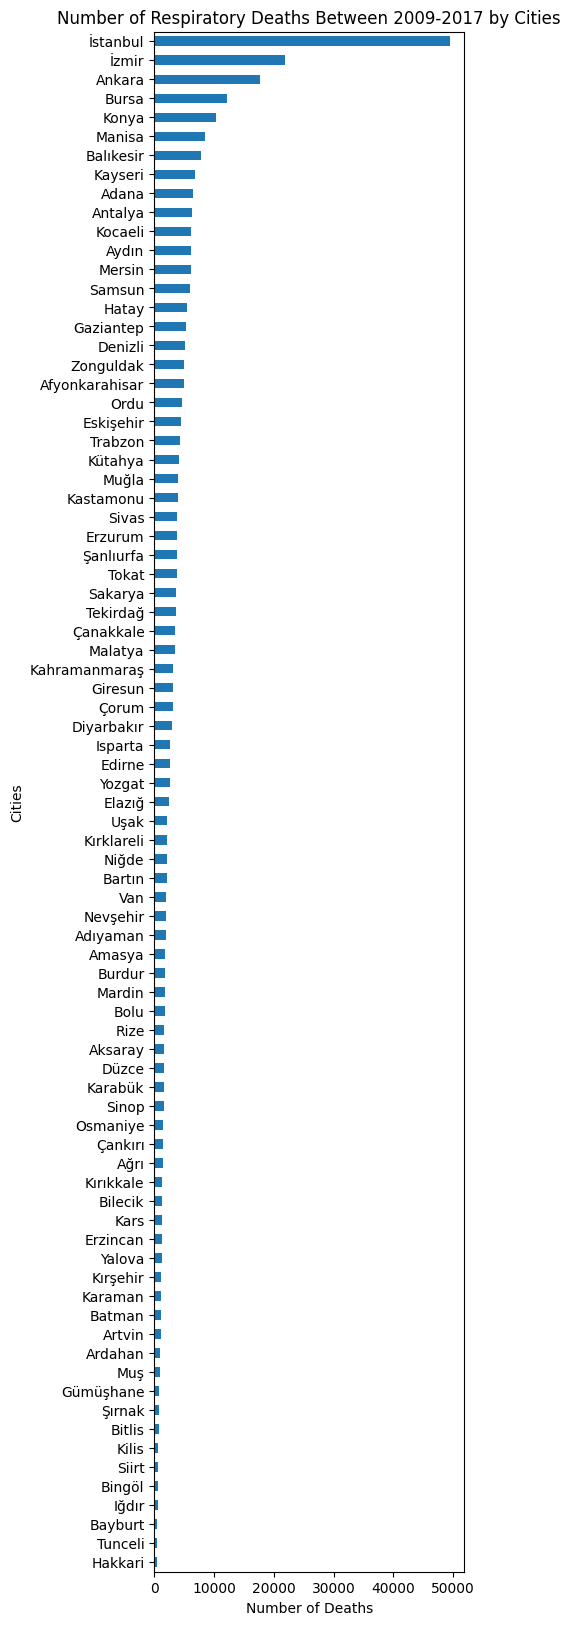 Number of Respiratory Deaths Between 2009-2017 by Cities
İstanbul
İzmir
Ankara
Bursa
Konya
Manisa
Balıkesir
Kayseri
Adana
Antalya
Kocaeli
Aydın
Mersin
Samsun
Hatay
Gaziantep
Denizli
Zonguldak
Afyonkarahisar
Ordu
Eskişehir
Trabzon
Kütahya
Muğla
Kastamonu
Sivas
Erzurum
Şanlıurfa
Tokat
Sakarya
Tekirdağ
Çanakkale
Malatya
Kahramanmaraş
Giresun
Çorum
Diyarbakır
Isparta
Edirne
Yozgat
Elazığ
Uşak
Kırklareli
Niğde
Bartın
Van
Nevşehir
Adıyaman
Amasya
Burdur
Mardin
Bolu
Rize
Aksaray
Düzce
Karabük
Sinop
Osmaniye
Çankırı
Ağrı
Kırıkkale
Bilecik
Kars
Erzincan
Yalova
Kırşehir
Karaman
Batman
Artvin
Ardahan
Muş
Gümüşhane
Şırnak
Bitlis
Kilis
Siirt
Bingöl
Iğdır
Bayburt
Tunceli
Hakkari
Cities
0 10000 20000 30000 40000 50000
Number of Deaths